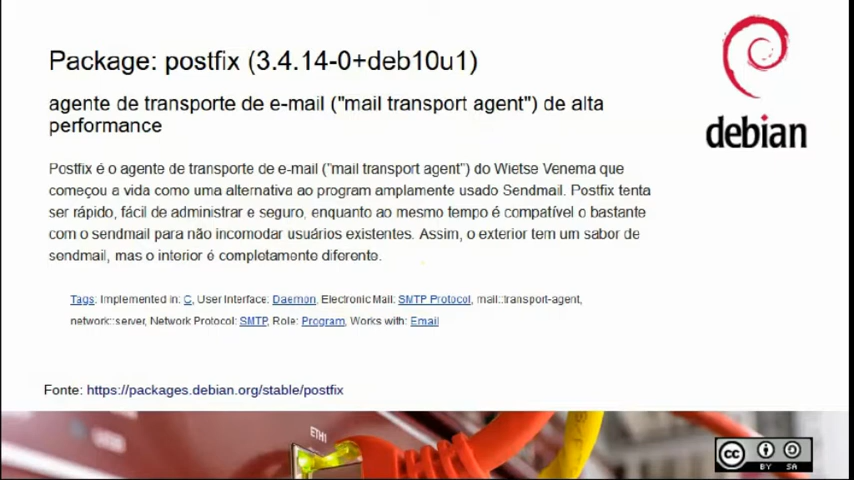 Package: postfix (3.4.14-0+deb10u1)
agente de transporte de e-mail ("mail transport agent") de alta
performance
debian
Postfix é o agente de transporte de e-mail ("mail transport agent") do Wietse Venema que
começou a vida como uma alternativa ao program amplamente usado Sendmail. Postfix tenta
ser rápido, fácil de administrar e seguro, enquanto ao mesmo tempo é compatível o bastante
com o sendmail para não incomodar usuários existentes. Assim, o exterior tem um sabor de
sendmail, mas o interior é completamente diferente.
Tags: Implemented in: C, User Interface: Daemon, Electronic Mail: SMTP Protocol, mail::transport-agent,
network::server, Network Protocol: SMTP, Role: Program, Works with: Email
Fonte: https://packages.debian.org/stable/postfix
ETH1
cc
BY SA